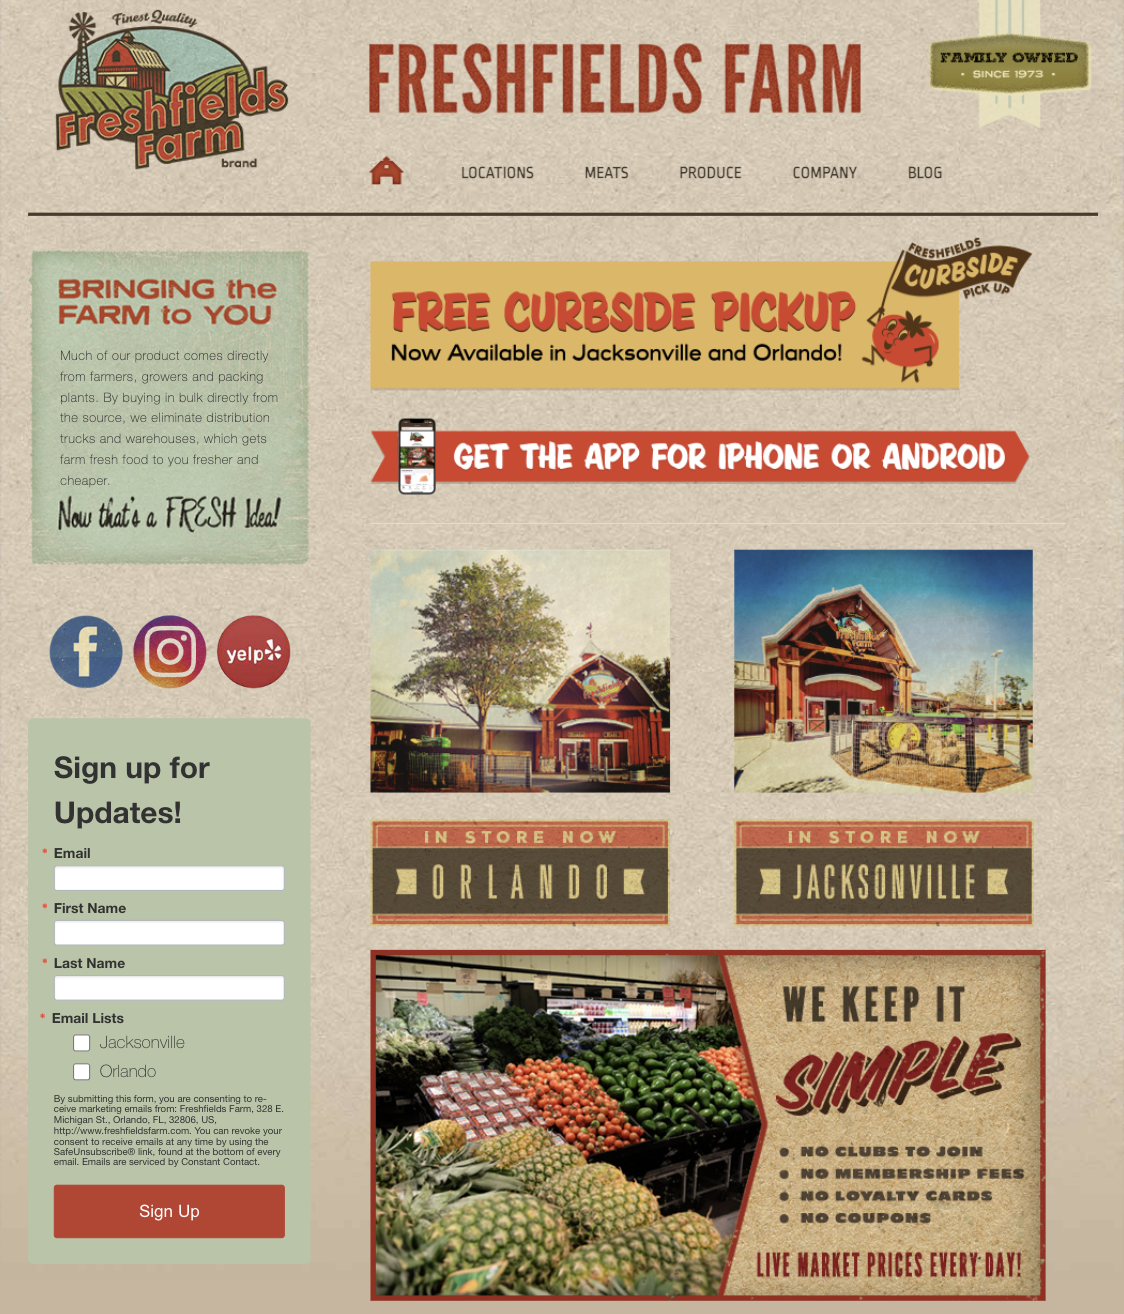 Finest Quality
Freshfields
Farm
brand
FRESHFIELDS FARM
FAMILY OWNED
• SINCE 1973 •
LOCATIONS
MEATS
PRODUCE
COMPANY
BLOG
BRINGING the
FARM to YOU
Much of our product comes directly
from farmers, growers and packing
plants. By buying in bulk directly from
the source, we eliminate distribution
trucks and warehouses, which gets
farm fresh food to you fresher and
cheaper.
Now that's a FRESH Idea!
yelp
Sign up for
Updates!
* Email
* First Name
* Last Name
* Email Lists
Jacksonville
Orlando
By submitting this form, you are consenting to re-
ceive marketing emails from: Freshfields Farm, 328 E.
Michigan St., Orlando, FL, 32806, US,
http://www.freshfieldsfarm.com. You can revoke your
consent to receive emails at any time by using the
SafeUnsubscribe® link, found at the bottom of every
email. Emails are serviced by Constant Contact.
Sign Up
FREE CURBSIDE PICKUP
Now Available in Jacksonville and Orlando!
FRESHFIELDS
CURBSIDE
PICK UP
GET THE APP FOR IPHONE OR ANDROID
Freshfields
Farm
Freshfields
Farm
IN STORE NOW
ORLANDO
IN STORE NOW
JACKSONVILLE
WE KEEP IT
SIMPLE
• NO CLUBS TO JOIN
• NO MEMBERSHIP FEES
• NO LOYALTY CARDS
• NO COUPONS
LIVE MARKET PRICES EVERY DAY!